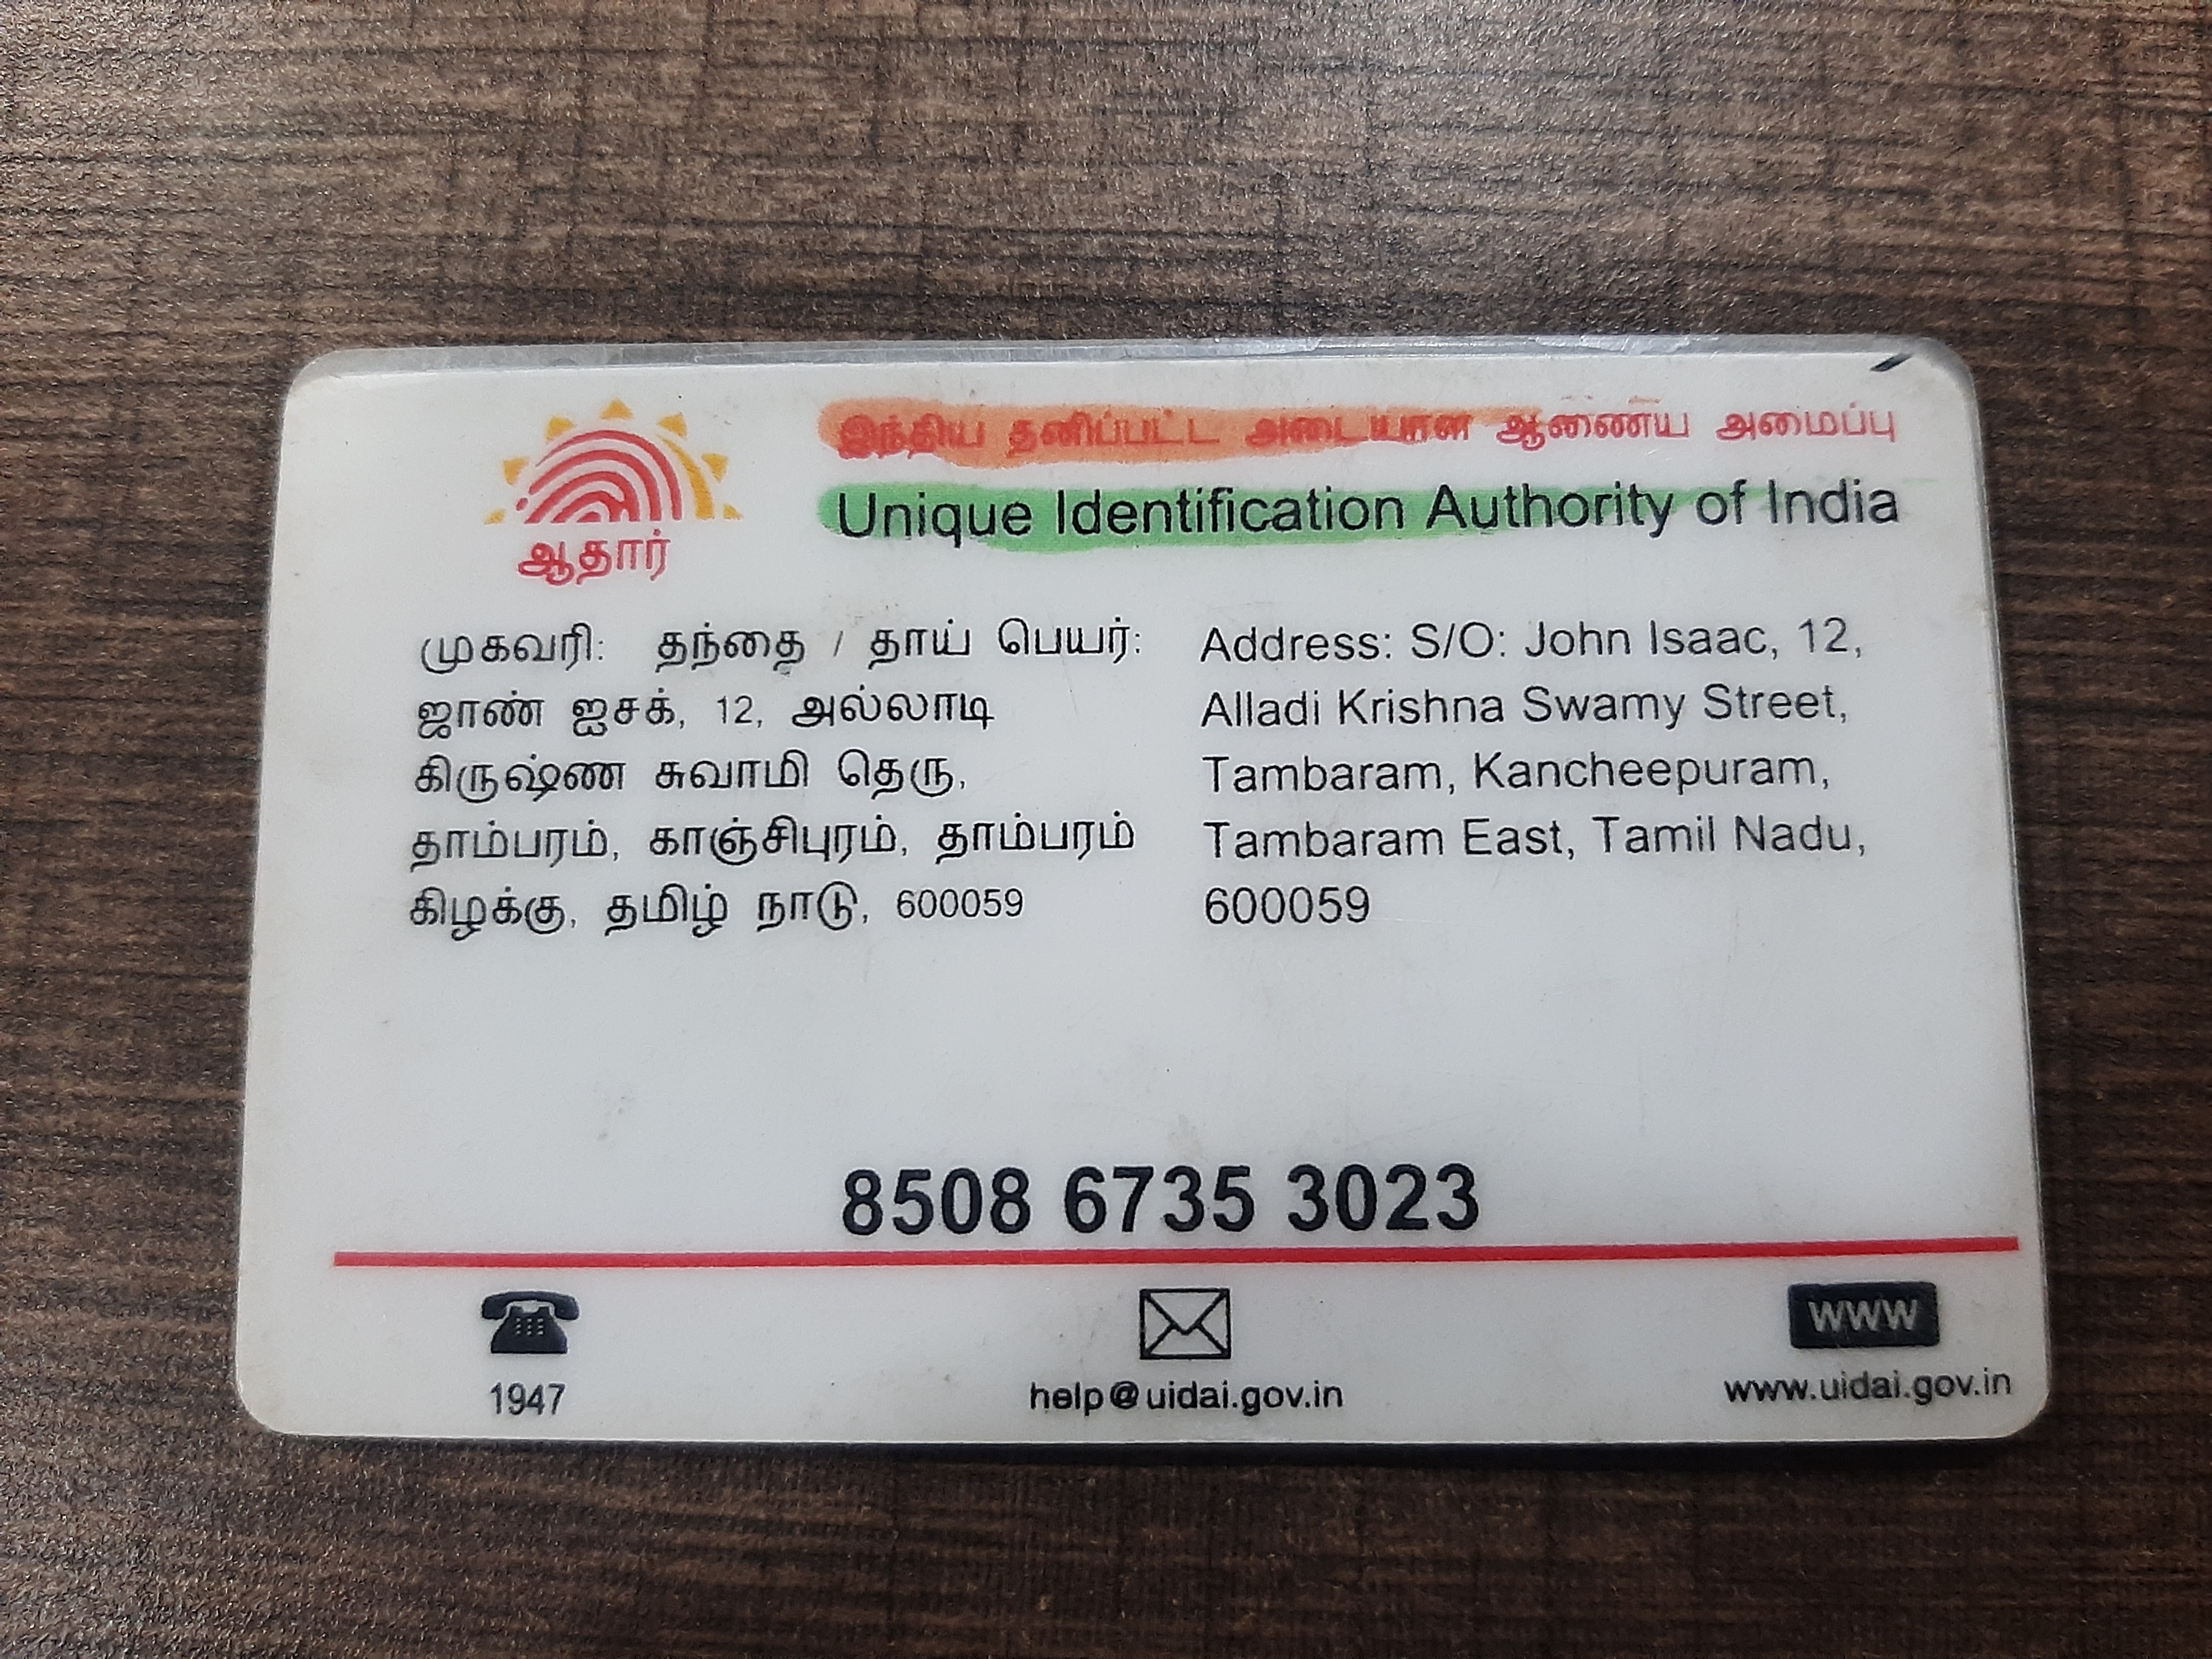 இந்திய தனிப்பட்ட அடையாள ஆணைய அமைப்பு
Unique Identification Authority of India
ஆதார்
முகவரி: தந்தை / தாய் பெயர்:
ஜாண் ஐசக், 12, அல்லாடி
கிருஷ்ண சுவாமி தெரு,
தாம்பரம், காஞ்சிபுரம், தாம்பரம்
கிழக்கு, தமிழ் நாடு, 600059
Address: S/O: John Isaac, 12,
Alladi Krishna Swamy Street,
Tambaram, Kancheepuram,
Tambaram East, Tamil Nadu,
600059
8508 6735 3023
1947
help@uidai.gov.in
WWW
www.uidai.gov.in